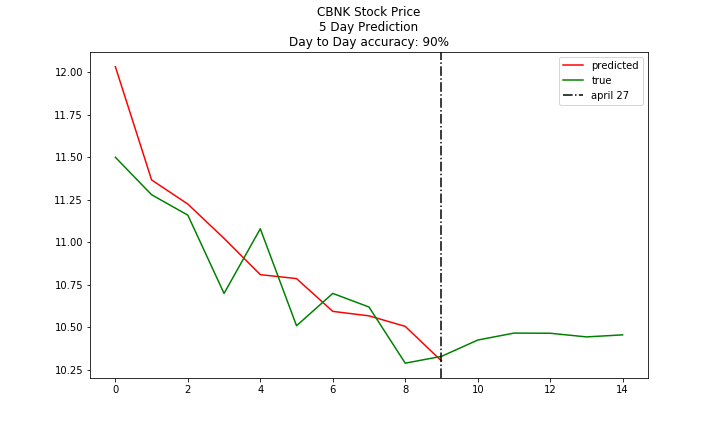 CBNK Stock Price
5 Day Prediction
Day to Day accuracy: 90%
predicted
true
april 27
12.00
11.75
11.50
11.25
11.00
10.75
10.50
10.25
0 2 4 6 8 10 12 14